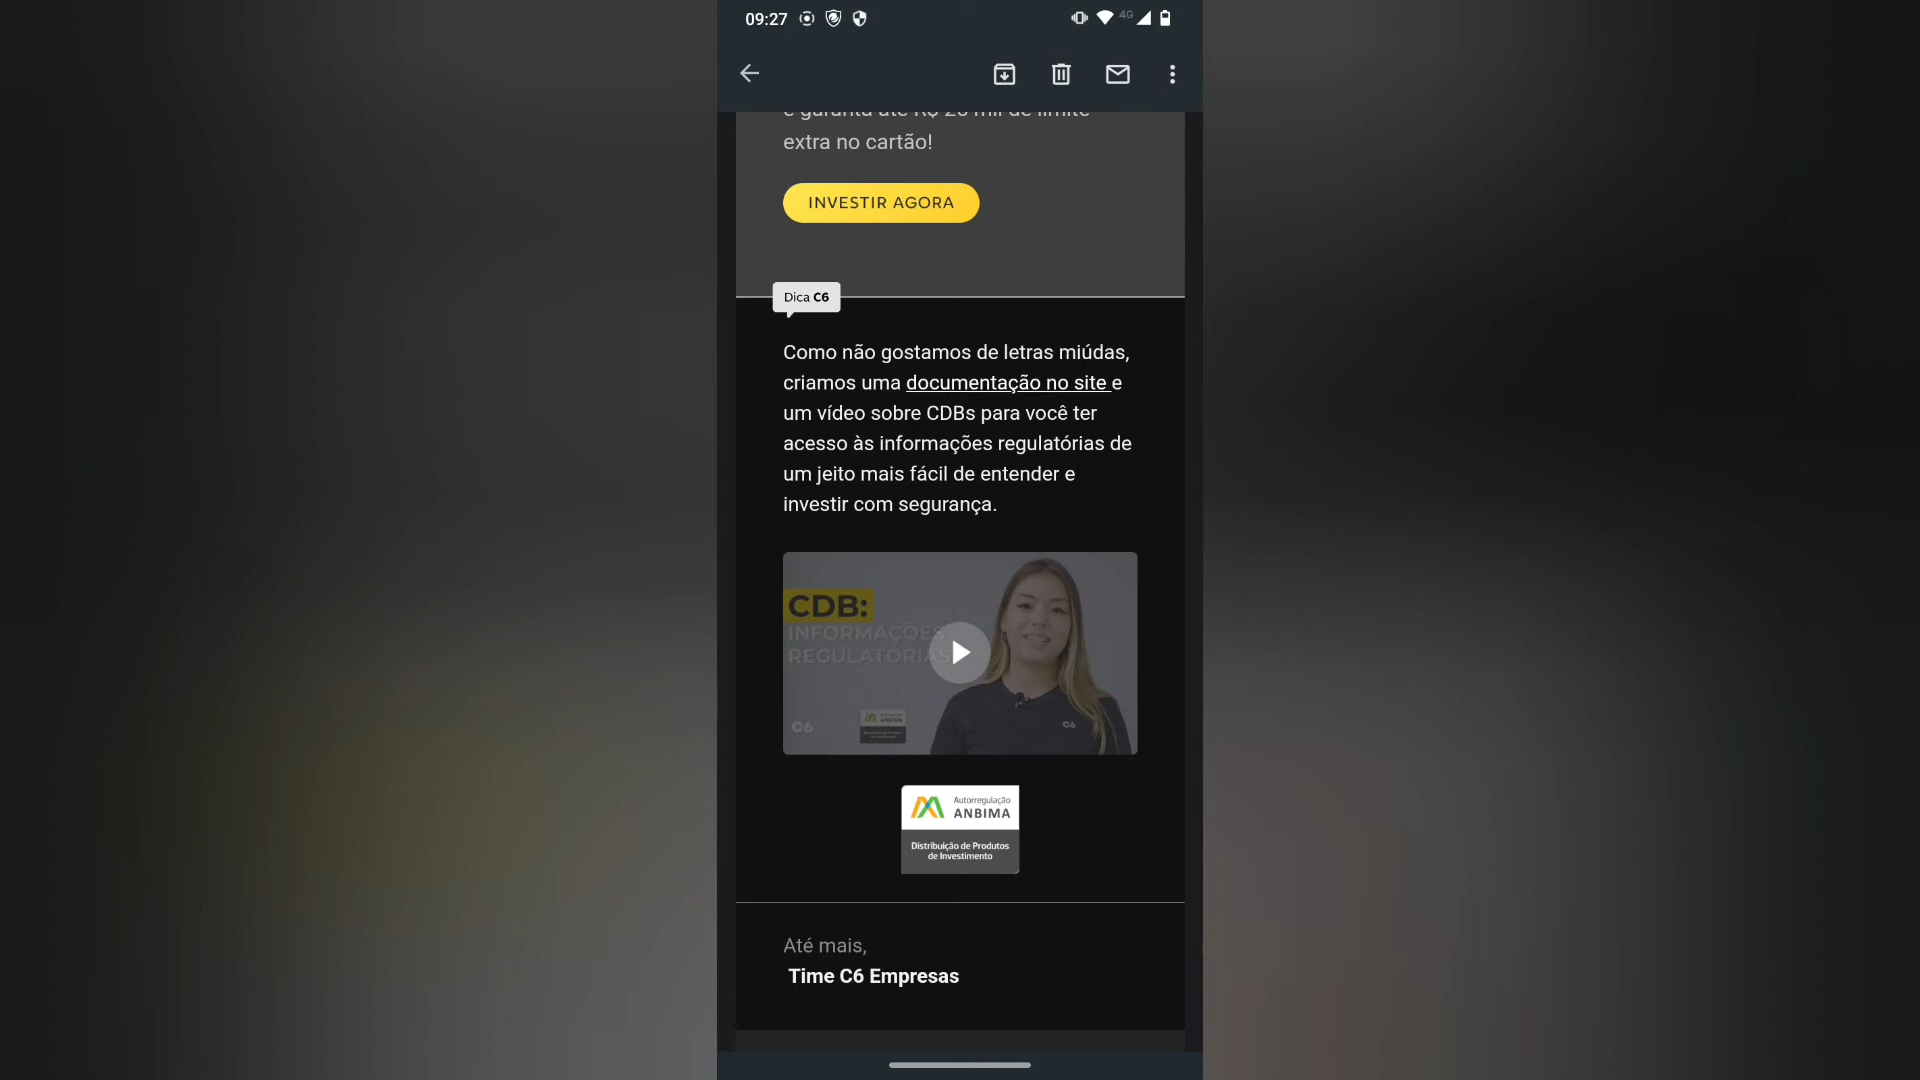 09:27
4G
extra no cartão!
INVESTIR AGORA
Dica C6
Como não gostamos de letras miúdas,
criamos uma documentação no site e
um vídeo sobre CDBs para você ter
acesso às informações regulatórias de
um jeito mais fácil de entender e
investir com segurança.
CDB:
INFORMAÇÕES
REGULATÓRIAS
C6
ANBIMA
C6
Autorregulação
ANBIMA
Distribuição de Produtos
de Investimento
Até mais,
Time C6 Empresas